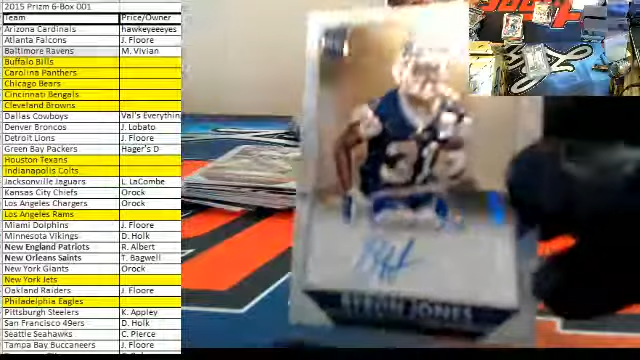 2015 Prizm 6-Box 001
Team Price/Owner
Arizona Cardinals hawkeyeeyes
Atlanta Falcons J. Floore
Baltimore Ravens M. Vivian
Buffalo Bills
Carolina Panthers
Chicago Bears
Cincinnati Bengals
Cleveland Browns
Dallas Cowboys Val's Everythin
Denver Broncos J. Lobato
Detroit Lions J. Floore
Green Bay Packers Hager's D
Houston Texans
Indianapolis Colts
Jacksonville Jaguars L. LaCombe
Kansas City Chiefs Orock
Los Angeles Chargers Orock
Los Angeles Rams
Miami Dolphins J. Floore
Minnesota Vikings D. Holk
New England Patriots R. Albert
New Orleans Saints T. Bagwell
New York Giants Orock
New York Jets
Oakland Raiders J. Floore
Philadelphia Eagles
Pittsburgh Steelers K. Appley
San Francisco 49ers D. Holk
Seattle Seahawks C. Pierce
Tampa Bay Buccaneers J. Floore
31
BYRON JONES